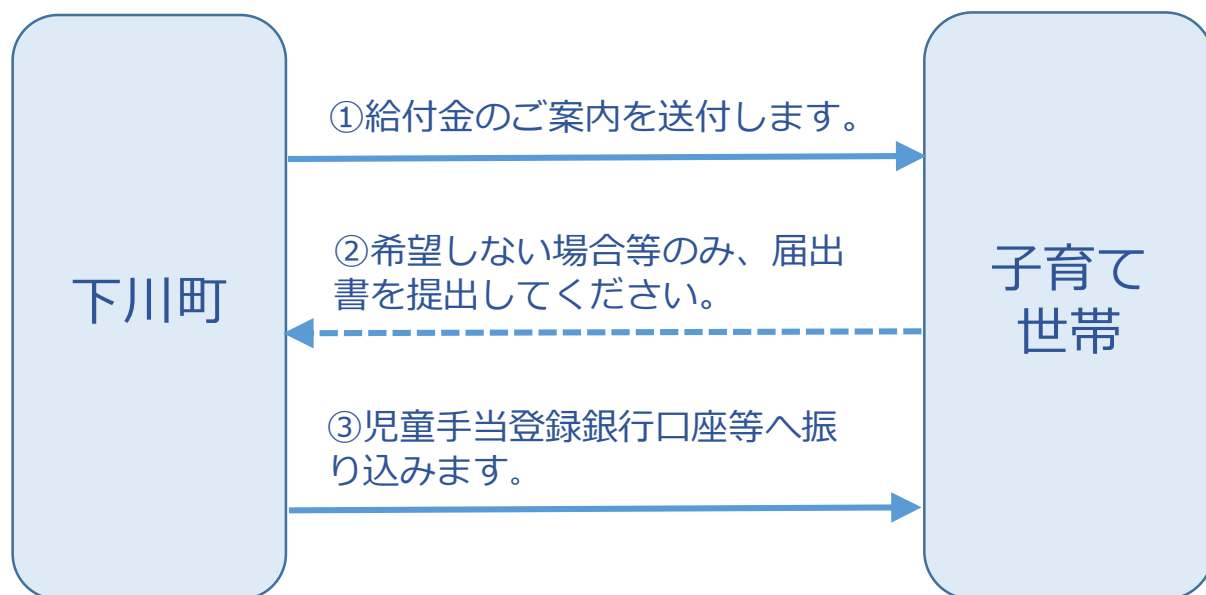 ①給付金のご案内を送付します。
②希望しない場合等のみ、届出
書を提出してください。
下川町
子育て
世帯
③児童手当登録銀行口座等へ振
り込みます。